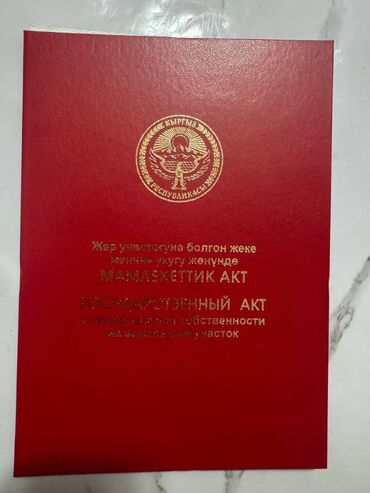 КЫРГЫЗ
РЕСПУБЛИКАСЫ
Жер участогуна болгон жеке
менчик укугу жөнүндө
МАМЛЕКЕТТИК АКТ
ГОСУДАРСТВЕННЫЙ АКТ
о праве частной собственности
на земельный участок